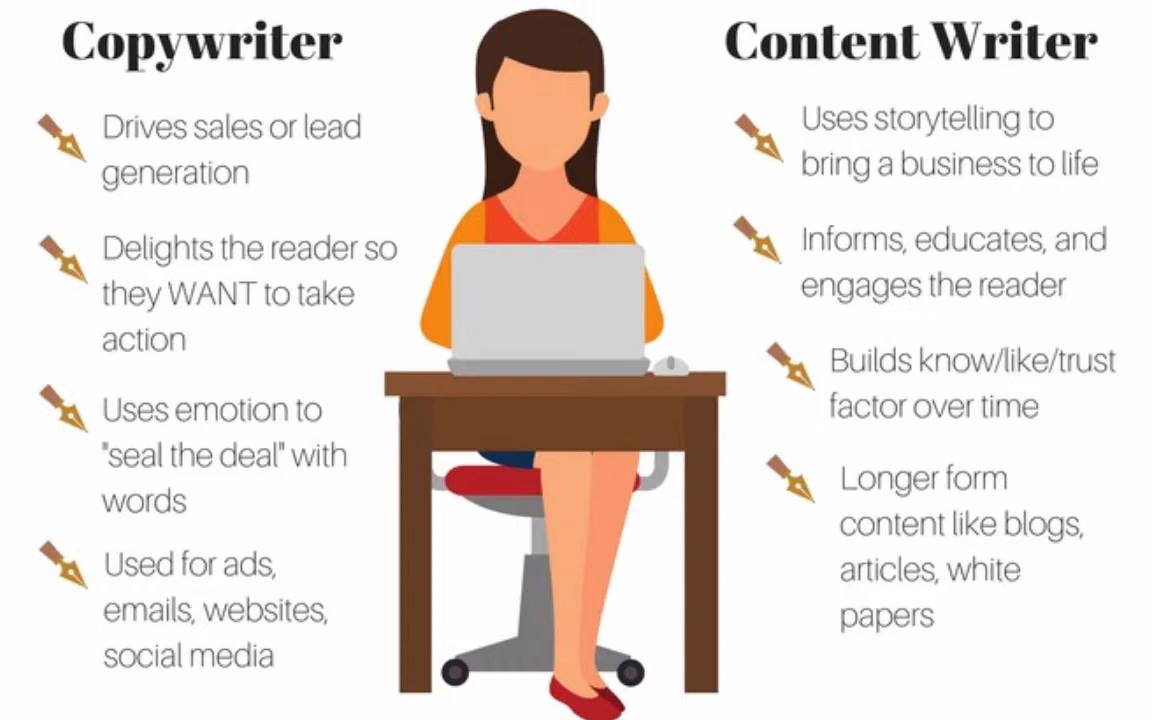 Copywriter
Drives sales or lead
generation
Delights the reader so
they WANT to take
action
Uses emotion to
"seal the deal" with
words
Used for ads,
emails, websites,
social media
Content Writer
Uses storytelling to
bring a business to life
Informs, educates, and
engages the reader
Builds know/like/trust
factor over time
Longer form
content like blogs,
articles, white
papers